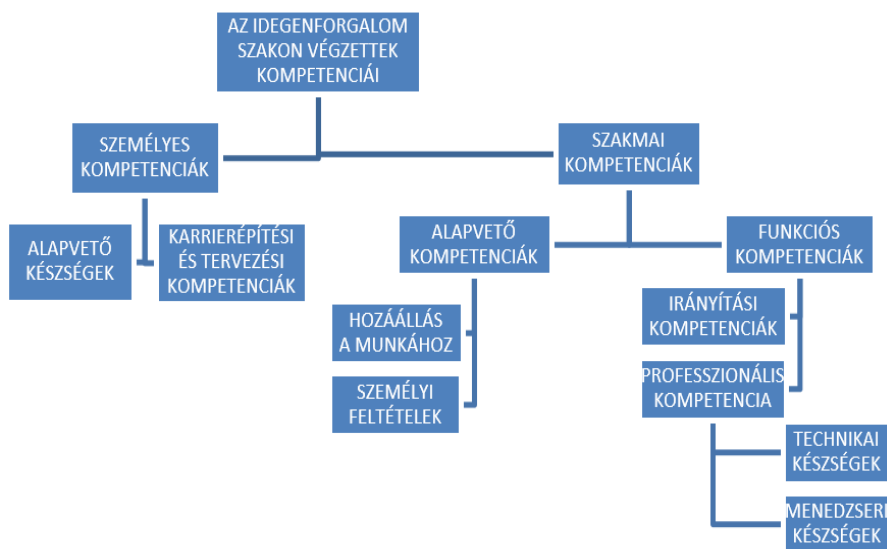 AZ IDEGENFORGALOM
SZAKON VÉGZETTEK
KOMPETENCIÁI
SZEMÉLYES
KOMPETENCIÁK
SZAKMAI
KOMPETENCIÁK
ALAPVETŐ
KÉSZSÉGEK
KARRIERÉPÍTÉSI
ÉS TERVEZÉSI
KOMPETENCIÁK
ALAPVETŐ
KOMPETENCIÁK
FUNKCIÓS
KOMPETENCIÁK
HOZÁÁLLÁS
A MUNKÁHOZ
SZEMÉLYI
FELTÉTELEK
IRÁNYÍTÁSI
KOMPETENCIÁK
PROFESSZIONÁLIS
KOMPETENCIA
TECHNIKAI
KÉSZSÉGEK
MENEDZSERI
KÉSZSÉGEK